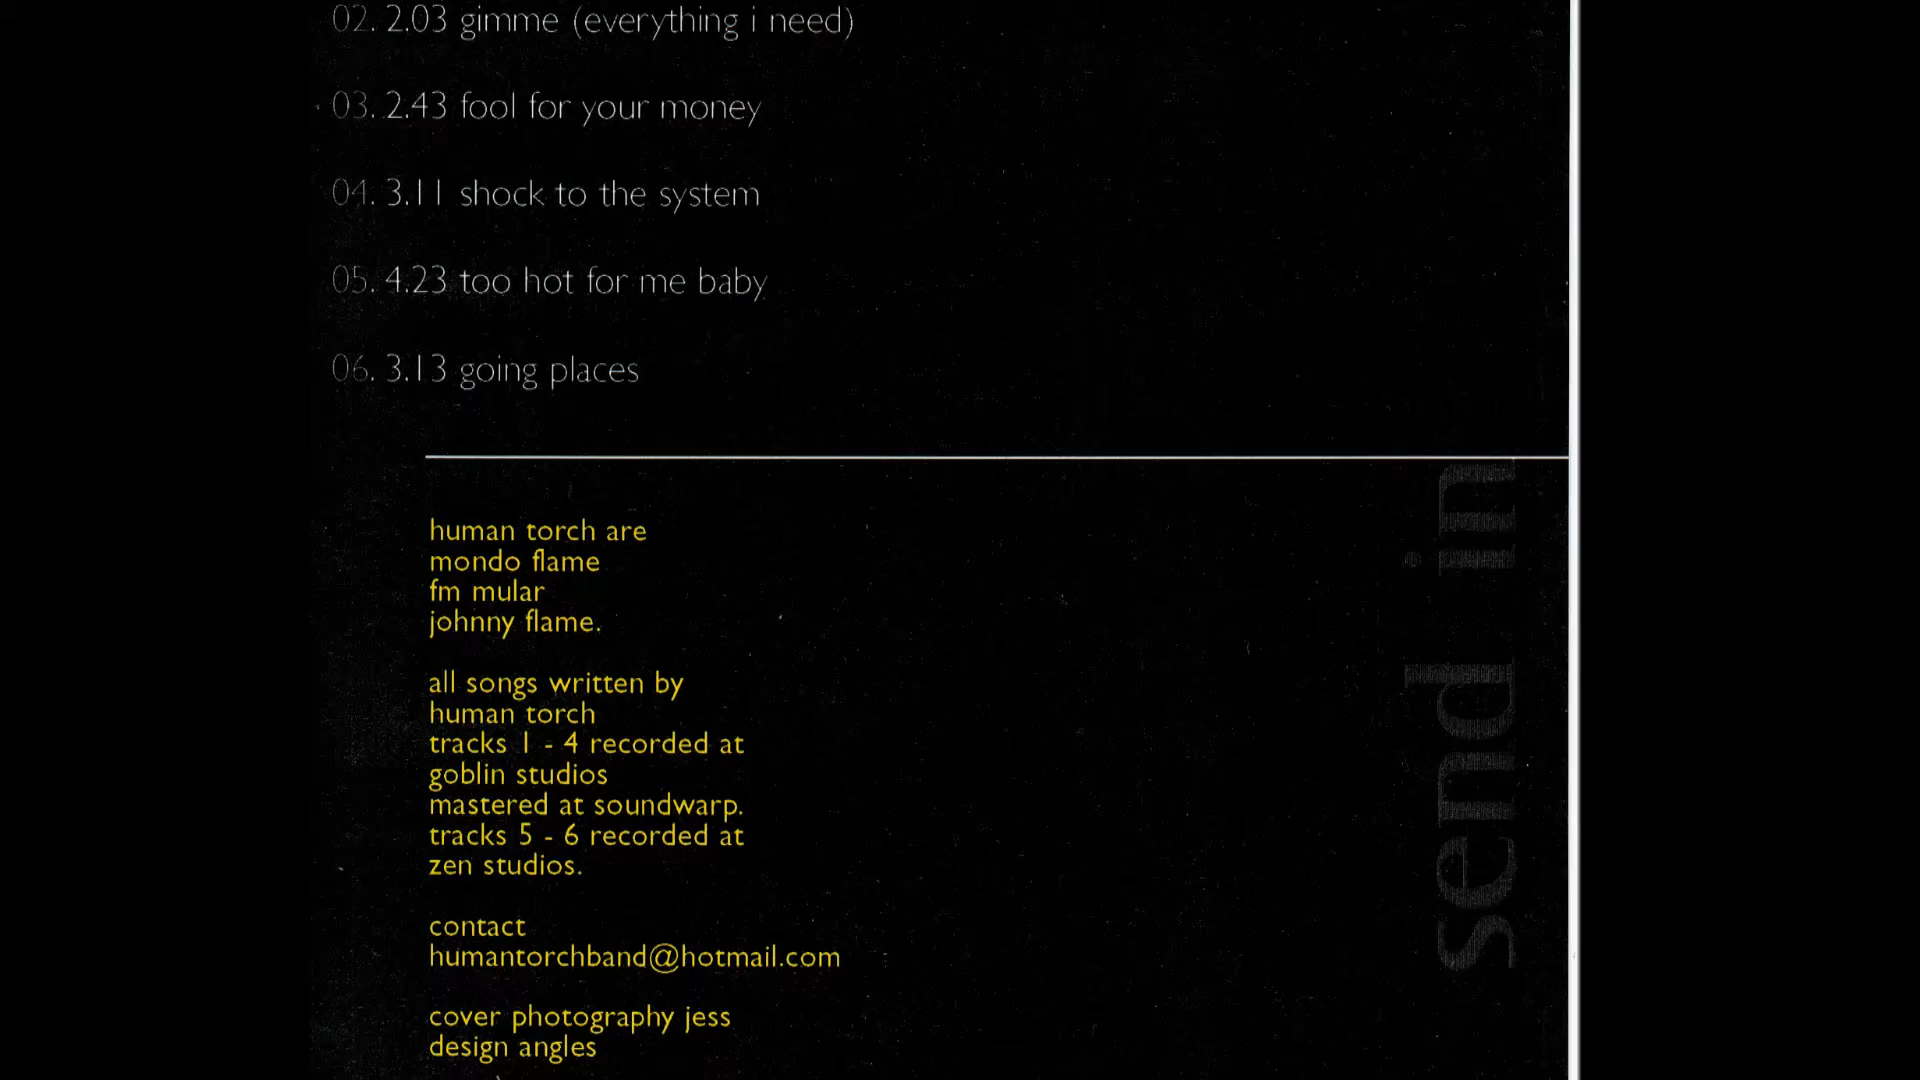 02. 2.03 gimme (everything i need)
03. 2.43 fool for your money
04. 3.11 shock to the system
05. 4.23 too hot for me baby
06. 3.13 going places
human torch are
mondo flame
fm mular
johnny flame.
all songs written by
human torch
tracks 1 - 4 recorded at
goblin studios
mastered at soundwarp.
tracks 5 - 6 recorded at
zen studios.
contact
humantorchband@hotmail.com
cover photography jess
design angles
send in